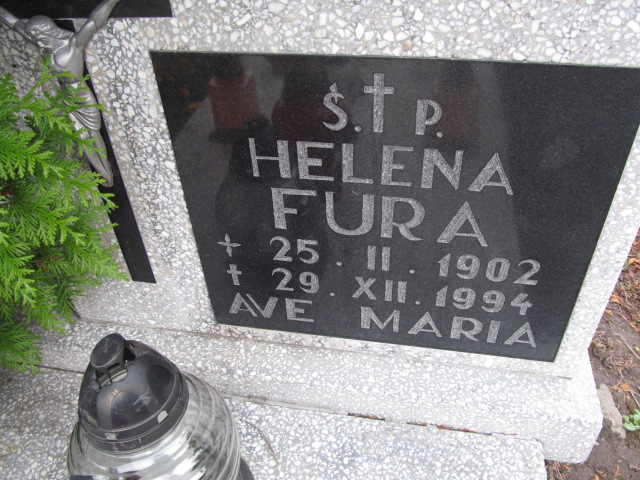 Ś. P.
HELENA
FURA
25. II. 1902
29. XII. 1994
AVE MARIA